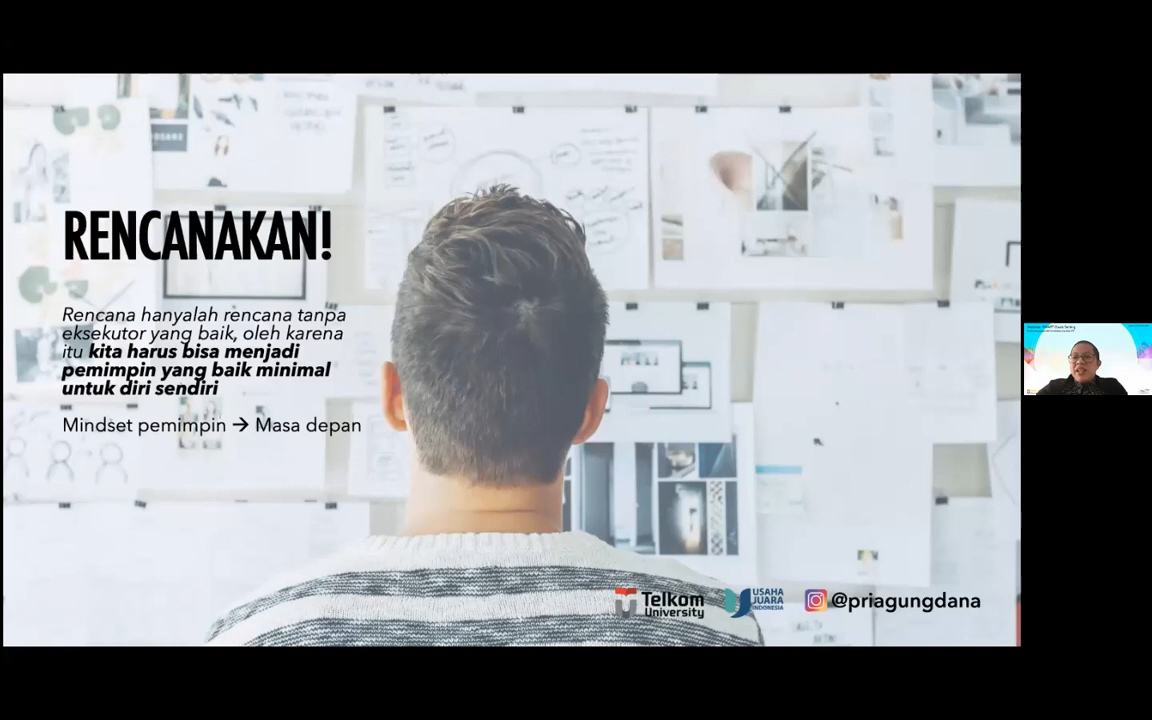 RENCANAKAN!
Rencana hanyalah rencana tanpa
eksekutor yang baik, oleh karena
itu kita harus bisa menjadi
pemimpin yang baik minimal
untuk diri sendiri
Mindset pemimpin → Masa depan
Telkom
University
USAHA
JUARA
INDONESIA
@priagungdana